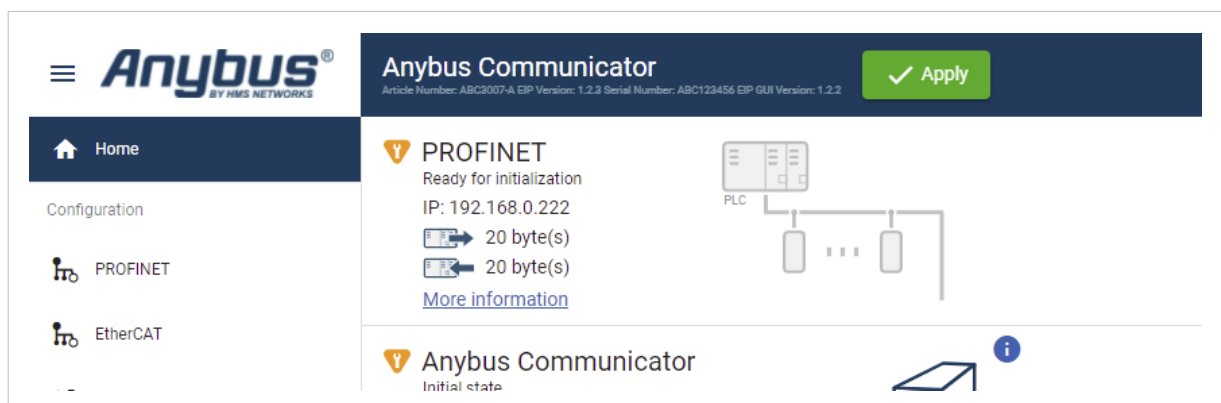 Anybus®
BY HMS NETWORKS
Anybus Communicator
Article Number: ABC3007-A EIP Version: 1.2.3 Serial Number: ABC123456 EIP GUI Version: 1.2.2
Apply
Home
Configuration
PROFINET
EtherCAT
PROFINET
Ready for initialization
IP: 192.168.0.222
20 byte(s)
20 byte(s)
More information
PLC
Anybus Communicator
Initial state